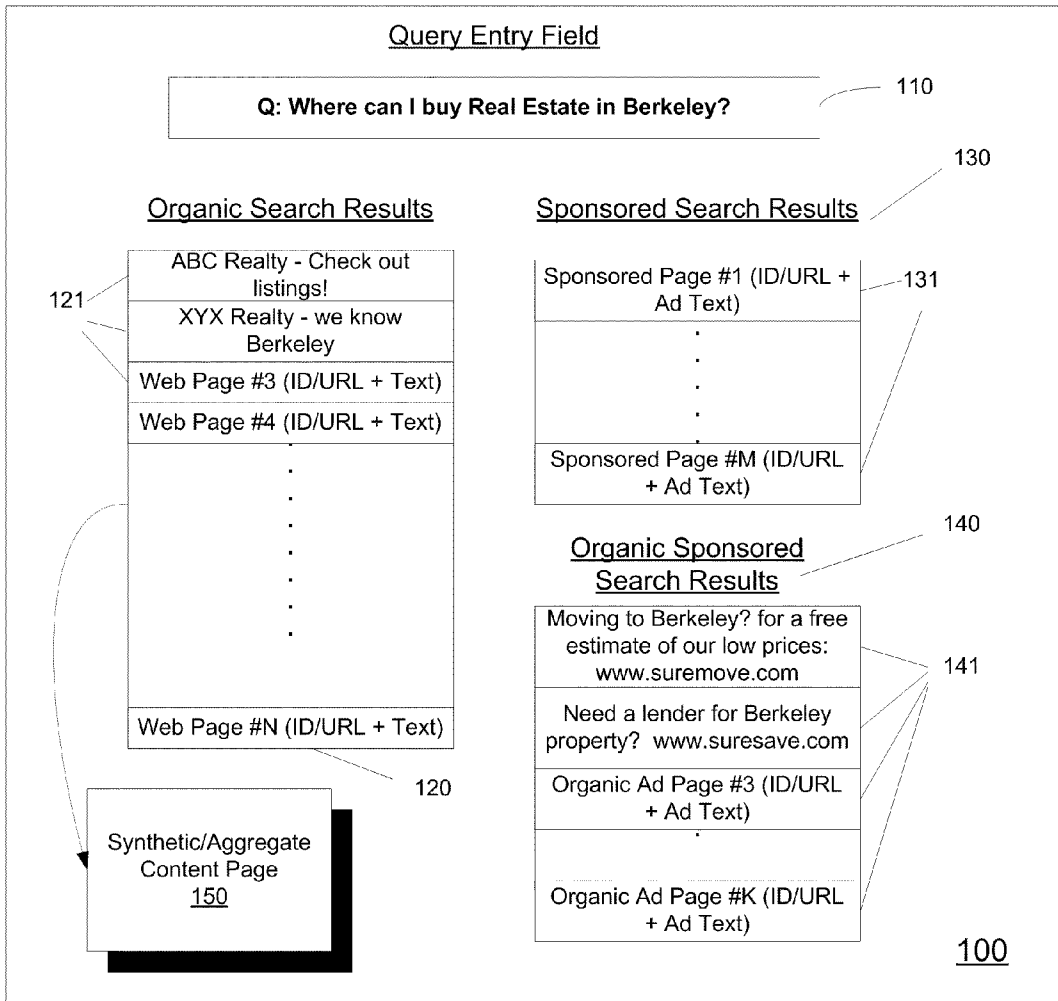 Query Entry Field
Q: Where can I buy Real Estate in Berkeley?
110
130
Organic Search Results
Sponsored Search Results
ABC Realty - Check out
listings!
121
XYX Realty - we know
Berkeley
Web Page #3 (ID/URL + Text)
Web Page #4 (ID/URL + Text)
Web Page #N (ID/URL + Text)
120
Sponsored Page #1 (ID/URL +
Ad Text)
131
Sponsored Page #M (ID/URL
+ Ad Text)
140
Organic Sponsored
Search Results
Moving to Berkeley? for a free
estimate of our low prices:
www.suremove.com
141
Need a lender for Berkeley
property? www.suresave.com
Organic Ad Page #3 (ID/URL
+ Ad Text)
Organic Ad Page #K (ID/URL
+ Ad Text)
Synthetic/Aggregate
Content Page
150
100